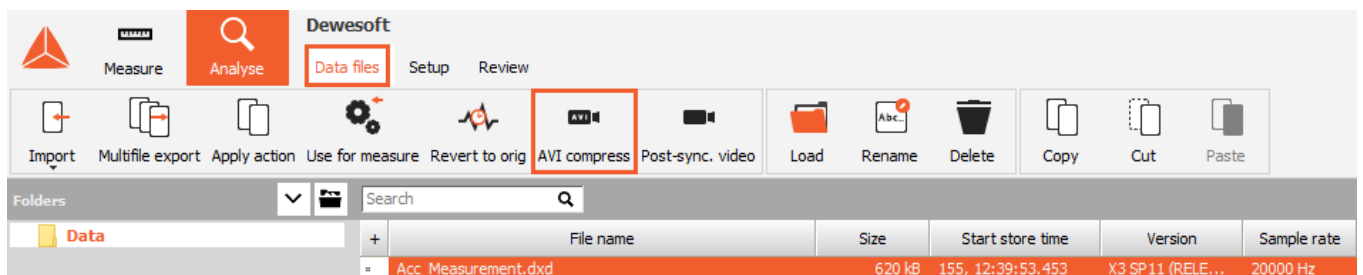 Dewesoft
Measure Analyse Data files Setup Review
AVI Abc...
Import Multifile export Apply action Use for measure Revert to orig AVI compress Post-sync. video Load Rename Delete Copy Cut Paste
Folders Search
Data + File name Size Start store time Version Sample rate
Acc_Measurement.dxd 620 kB 155, 12:39:53,453 X3 SP11 (RELE... 20000 Hz